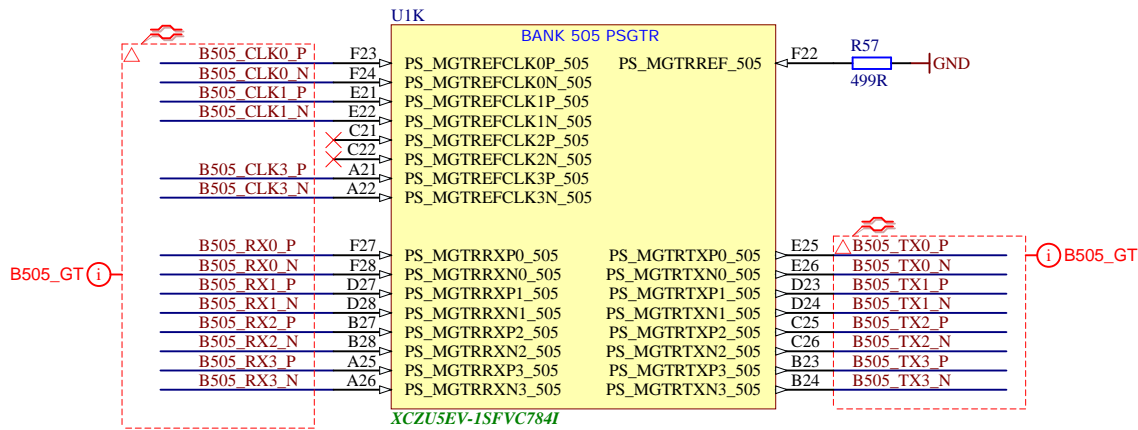 U1K
BANK 505 PSGTR
B505_CLK0_P F23 PS_MGTREFCLK0P_505 PS_MGTRREF_505 F22 R57 GND
499R
B505_CLK0_N F24 PS_MGTREFCLK0N_505
B505_CLK1_P E21 PS_MGTREFCLK1P_505
B505_CLK1_N E22 PS_MGTREFCLK1N_505
C21 PS_MGTREFCLK2P_505
C22 PS_MGTREFCLK2N_505
B505_CLK3_P A21 PS_MGTREFCLK3P_505
B505_CLK3_N A22 PS_MGTREFCLK3N_505
B505_RX0_P F27 PS_MGTRRXP0_505 PS_MGTRTXP0_505 E25 B505_TX0_P
B505_GT i B505_RX0_N F28 PS_MGTRRXN0_505 PS_MGTRTXN0_505 E26 B505_TX0_N i B505_GT
B505_RX1_P D27 PS_MGTRRXP1_505 PS_MGTRTXP1_505 D23 B505_TX1_P
B505_RX1_N D28 PS_MGTRRXN1_505 PS_MGTRTXN1_505 D24 B505_TX1_N
B505_RX2_P B27 PS_MGTRRXP2_505 PS_MGTRTXP2_505 C25 B505_TX2_P
B505_RX2_N B28 PS_MGTRRXN2_505 PS_MGTRTXN2_505 C26 B505_TX2_N
B505_RX3_P A25 PS_MGTRRXP3_505 PS_MGTRTXP3_505 B23 B505_TX3_P
B505_RX3_N A26 PS_MGTRRXN3_505 PS_MGTRTXN3_505 B24 B505_TX3_N
XCZU5EV-1SFVC784I